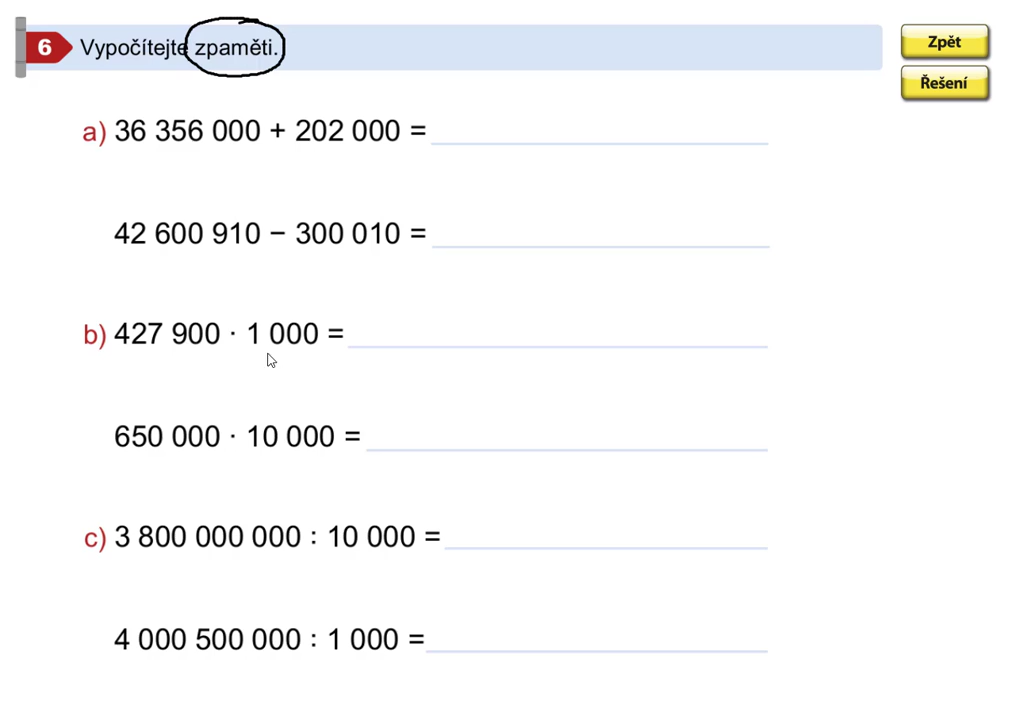 6 Vypočítejte zpaměti.
Zpět
Řešení
a) 36 356 000 + 202 000 =
42 600 910 − 300 010 =
b) 427 900 · 1 000 =
650 000 · 10 000 =
c) 3 800 000 000 : 10 000 =
4 000 500 000 : 1 000 =